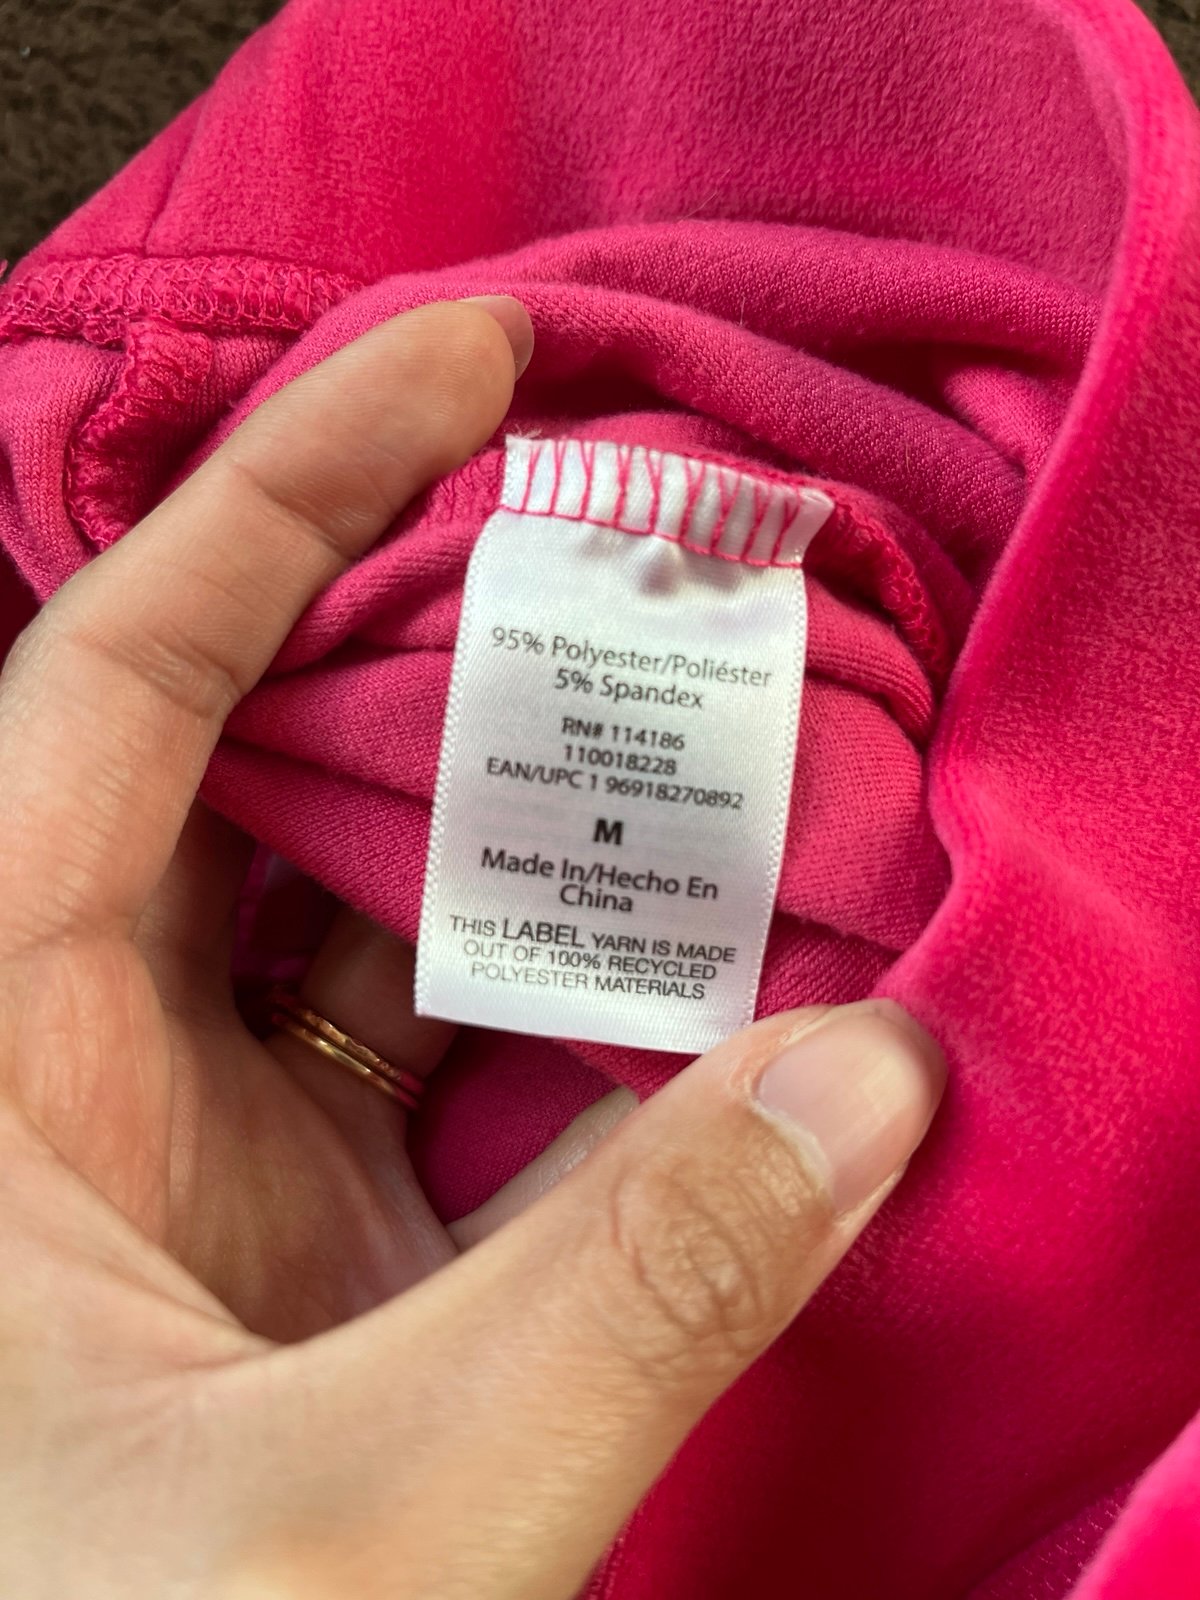 95% Polyester/Poliéster
5% Spandex
RN# 114186
110018228
EAN/UPC 1 96918270892
M
Made In/Hecho En
China
THIS LABEL YARN IS MADE
OUT OF 100% RECYCLED
POLYESTER MATERIALS